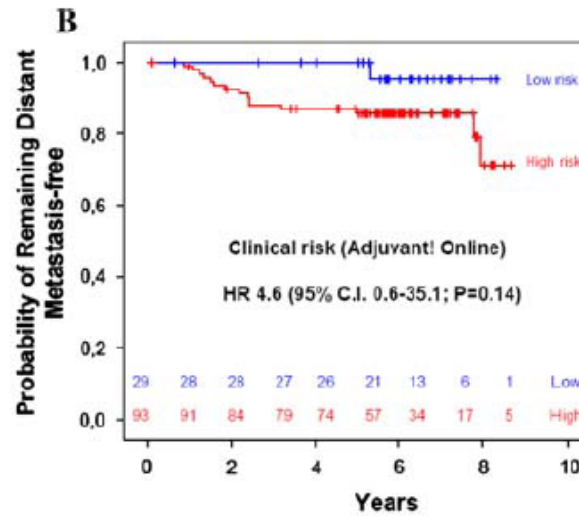 B
Probability of Remaining Distant
Metastasis-free
1,0
0,8
0,6
0,4
0,2
0,0
Low risk
High risk
Clinical risk (Adjuvant! Online)
HR 4.6 (95% C.I. 0.6-35.1; P=0.14)
29 28 28 27 26 21 13 6 1 Low
93 91 84 79 74 57 34 17 5 High
0 2 4 6 8 10
Years